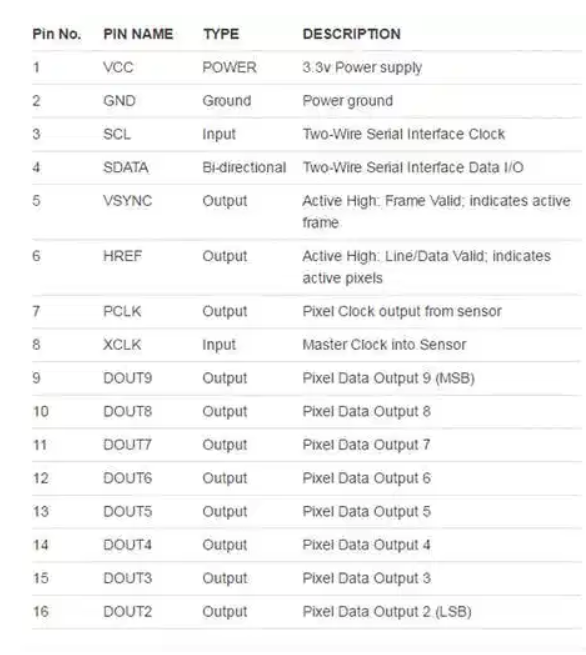 Pin No. PIN NAME TYPE DESCRIPTION
1 VCC POWER 3.3v Power supply
2 GND Ground Power ground
3 SCL Input Two-Wire Serial Interface Clock
4 SDATA Bi-directional Two-Wire Serial Interface Data I/O
5 VSYNC Output Active High: Frame Valid; indicates active
frame
6 HREF Output Active High: Line/Data Valid; indicates
active pixels
7 PCLK Output Pixel Clock output from sensor
8 XCLK Input Master Clock into Sensor
9 DOUT9 Output Pixel Data Output 9 (MSB)
10 DOUT8 Output Pixel Data Output 8
11 DOUT7 Output Pixel Data Output 7
12 DOUT6 Output Pixel Data Output 6
13 DOUT5 Output Pixel Data Output 5
14 DOUT4 Output Pixel Data Output 4
15 DOUT3 Output Pixel Data Output 3
16 DOUT2 Output Pixel Data Output 2 (LSB)